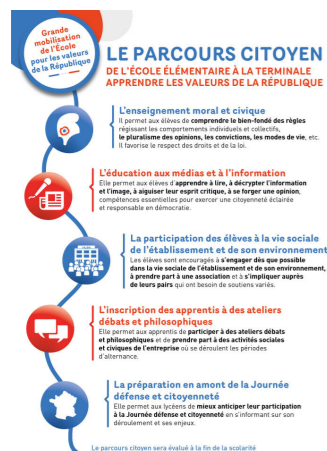 Grande
mobilisation
de l'École
pour les valeurs
de la République
LE PARCOURS CITOYEN
DE L'ÉCOLE ÉLÉMENTAIRE À LA TERMINALE
APPRENDRE LES VALEURS DE LA RÉPUBLIQUE
L'enseignement moral et civique
Il permet aux élèves de comprendre le bien-fondé des règles
régissant les comportements individuels et collectifs,
le pluralisme des opinions, les convictions, les modes de vie, etc.
Il favorise le respect des droits et de la loi.
L'éducation aux médias et à l'information
Elle permet aux élèves d'apprendre à lire, à décrypter l'information
et l'image, à aiguiser leur esprit critique, à se forger une opinion,
compétences essentielles pour exercer une citoyenneté éclairée
et responsable en démocratie.
La participation des élèves à la vie sociale
de l'établissement et de son environnement
Les élèves sont encouragés à s'engager dès que possible
dans la vie sociale de l'établissement et de son environnement,
à prendre part à une association et à s'impliquer auprès
de leurs pairs qui ont besoin de soutiens variés.
L'inscription des apprentis à des ateliers
débats et philosophiques
Elle permet aux apprentis de participer à des ateliers débats
et philosophiques et de prendre part à des activités sociales
et civiques de l'entreprise où se déroulent les périodes
d'alternance.
La préparation en amont de la Journée
défense et citoyenneté
Elle permet aux lycéens de mieux anticiper leur participation
à la Journée défense et citoyenneté en s'informant sur son
déroulement et ses enjeux.
Le parcours citoyen sera évalué à la fin de la scolarité